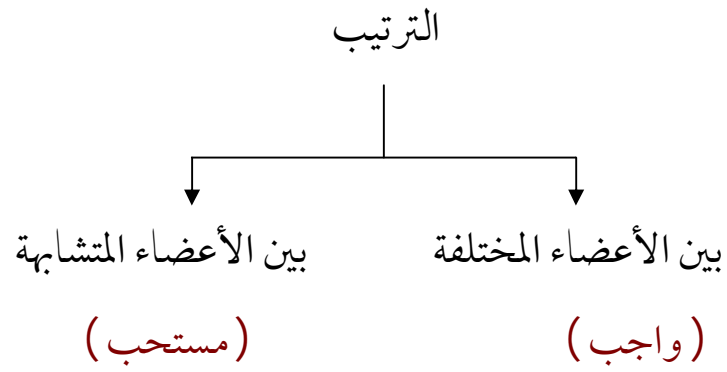 الترتيب
بين الأعضاء المختلفة
بين الأعضاء المتشابهة
( واجب )
( مستحب )